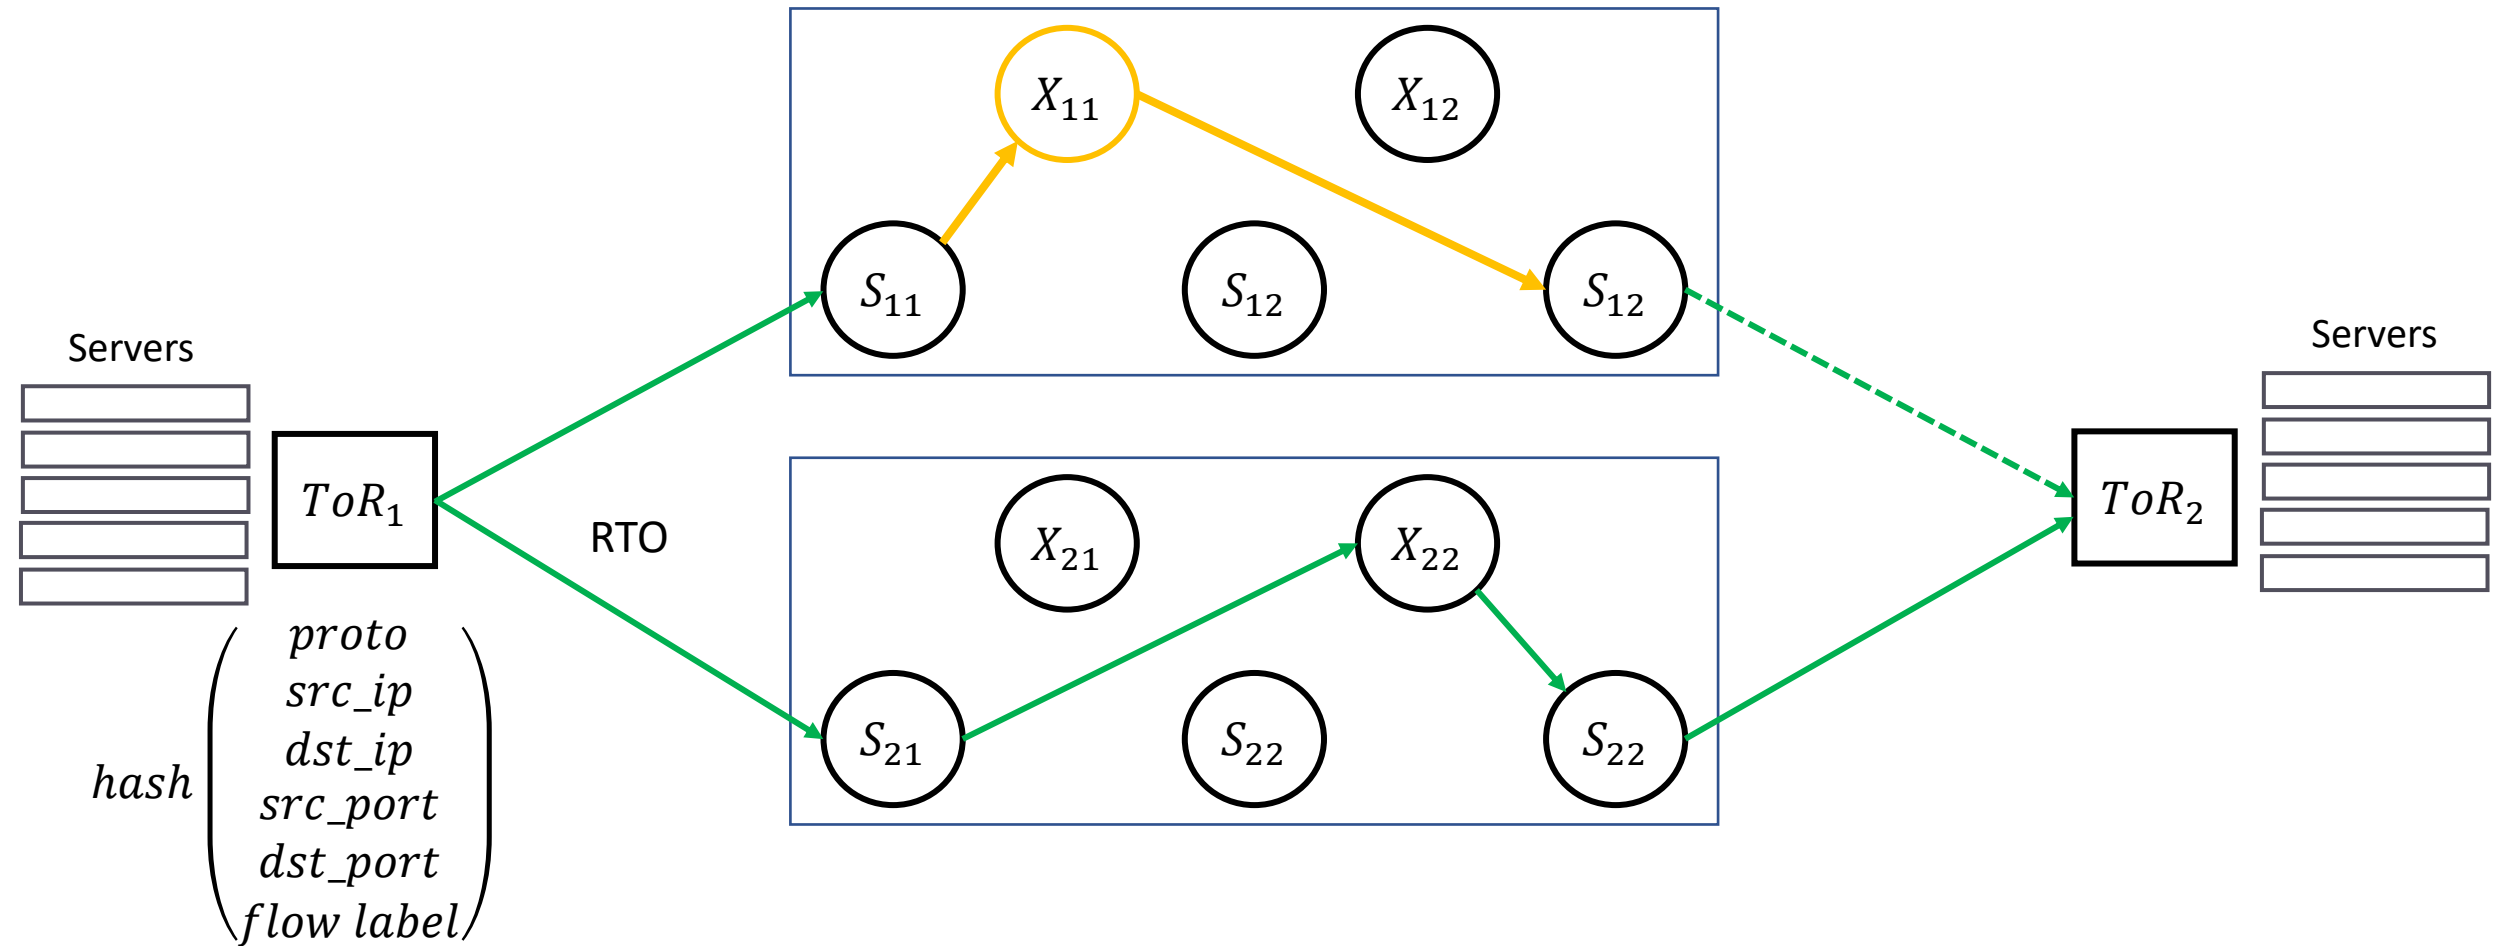 X₁₁
X₁₂
S₁₁
S₁₂
S₁₂
Servers
Servers
ToR₁
RTO
X₂₁
X₂₂
ToR₂
S₂₁
S₂₂
S₂₂
proto
src_ip
dst_ip
hash
src_port
dst_port
flow label